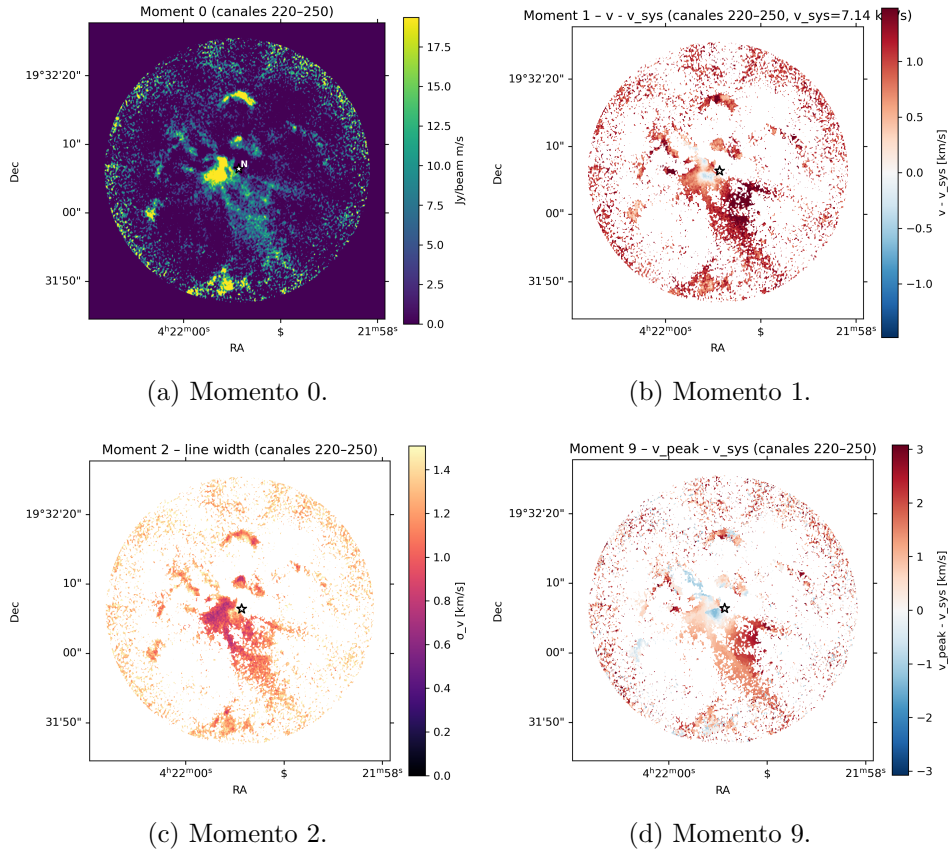 Moment 0 (canales 220–250)
19°32'20"
10"
00"
31'50"
Dec
N
4ʰ22ᵐ00ˢ
$
21ᵐ58ˢ
RA
17.5
15.0
12.5
10.0
7.5
5.0
2.5
0.0
Jy/beam m/s
(a) Momento 0.
Moment 1 – v - v_sys (canales 220–250, v_sys=7.14 km/s)
19°32'20"
10"
00"
31'50"
Dec
4ʰ22ᵐ00ˢ
$
21ᵐ58ˢ
RA
1.0
0.5
0.0
−0.5
−1.0
v - v_sys [km/s]
(b) Momento 1.
Moment 2 – line width (canales 220–250)
19°32'20"
10"
00"
31'50"
Dec
4ʰ22ᵐ00ˢ
$
21ᵐ58ˢ
RA
1.4
1.2
1.0
0.8
0.6
0.4
0.2
0.0
σ_v [km/s]
(c) Momento 2.
Moment 9 – v_peak - v_sys (canales 220–250)
19°32'20"
10"
00"
31'50"
Dec
4ʰ22ᵐ00ˢ
$
21ᵐ58ˢ
RA
3
2
1
0
−1
−2
−3
v_peak - v_sys [km/s]
(d) Momento 9.